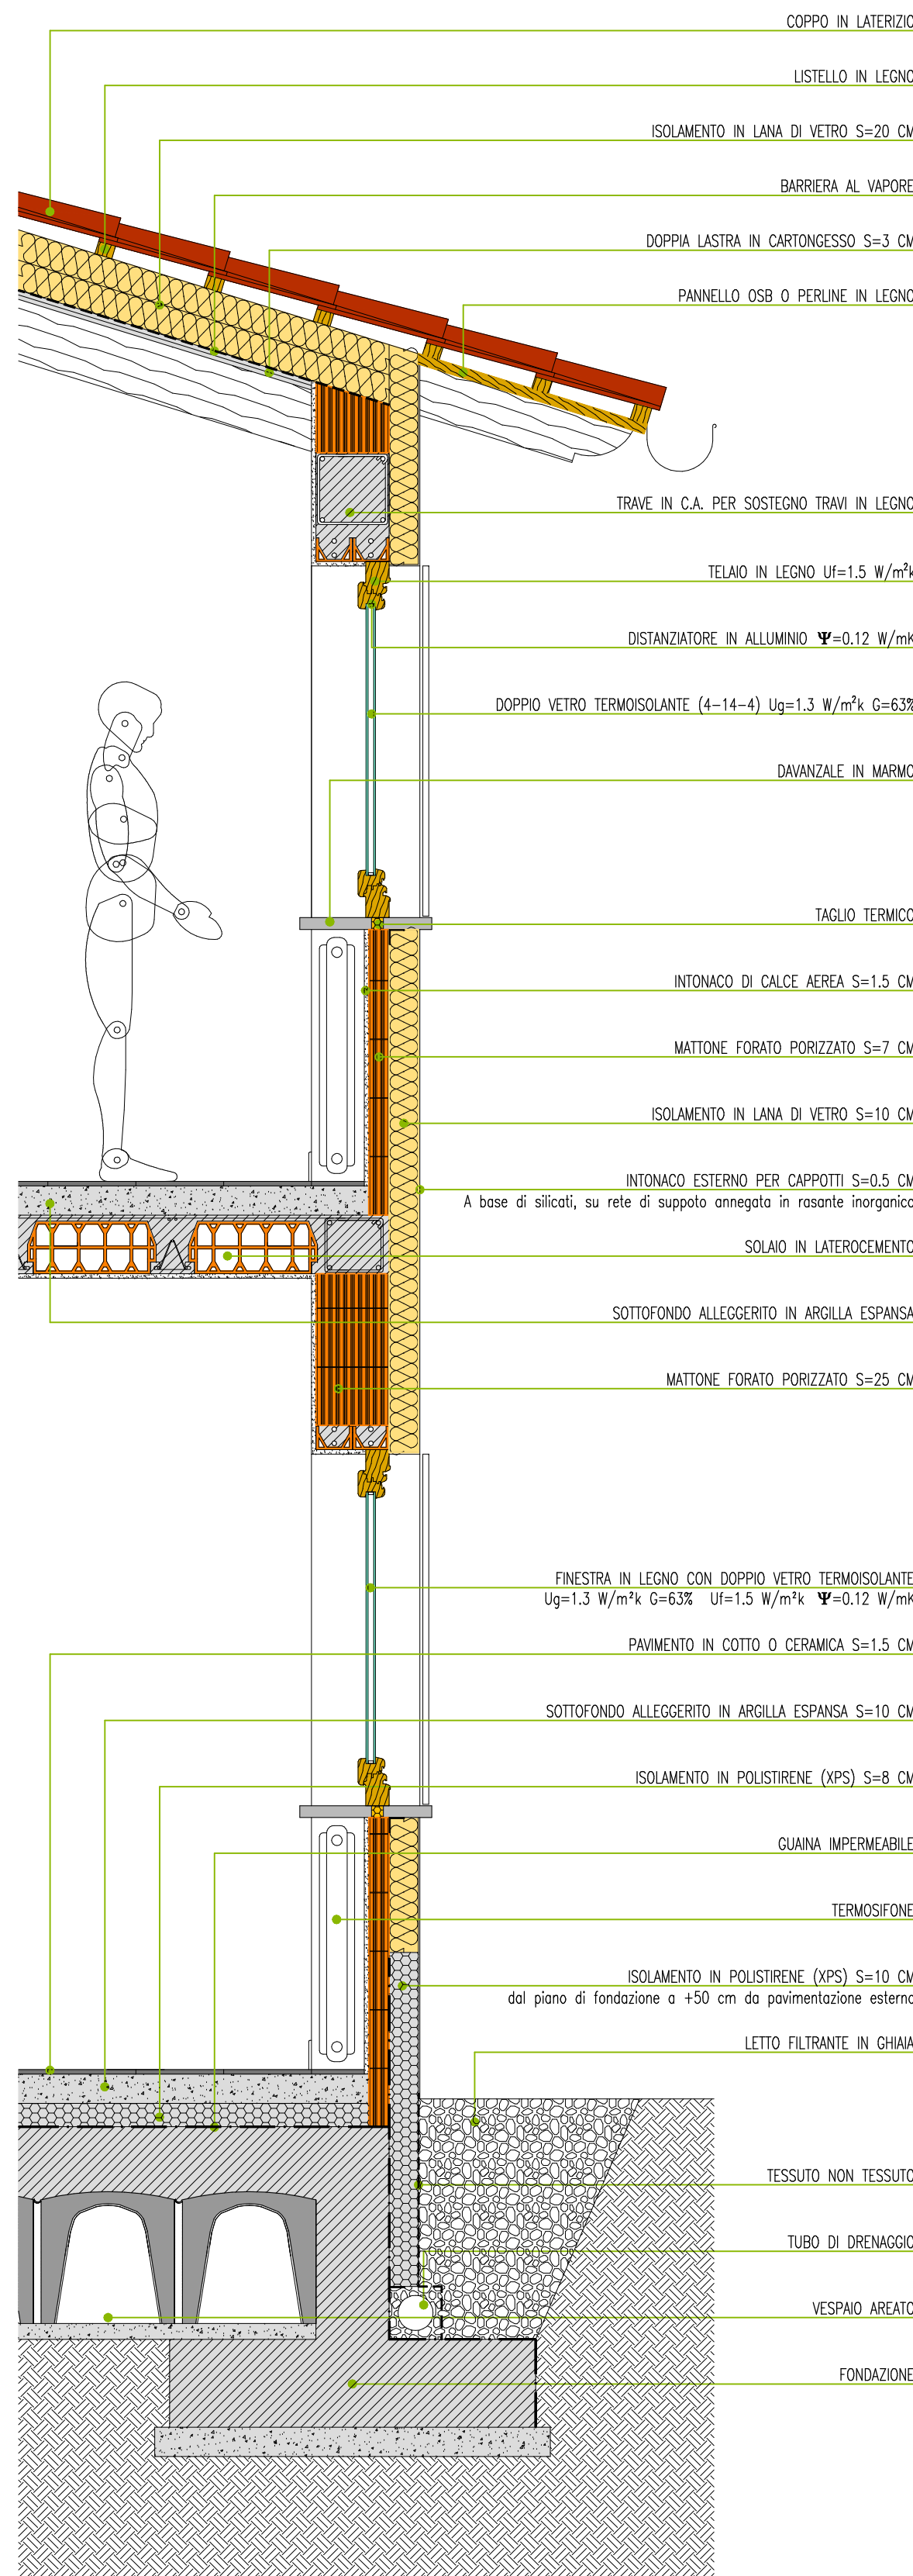 COPPO IN LATERIZIO
LISTELLO IN LEGNO
ISOLAMENTO IN LANA DI VETRO S=20 CM
BARRIERA AL VAPORE
DOPPIA LASTRA IN CARTONGESSO S=3 CM
PANNELLO OSB O PERLINE IN LEGNO
TRAVE IN C.A. PER SOSTEGNO TRAVI IN LEGNO
TELAIO IN LEGNO Uf=1.5 W/m²k
DISTANZIATORE IN ALLUMINIO Ψ=0.12 W/mK
DOPPIO VETRO TERMOISOLANTE (4-14-4) Ug=1.3 W/m²k G=63%
DAVANZALE IN MARMO
TAGLIO TERMICO
INTONACO DI CALCE AEREA S=1.5 CM
MATTONE FORATO PORIZZATO S=7 CM
ISOLAMENTO IN LANA DI VETRO S=10 CM
INTONACO ESTERNO PER CAPPOTTI S=0.5 CM
A base di silicati, su rete di suppoto annegata in rasante inorganico
SOLAIO IN LATEROCEMENTO
SOTTOFONDO ALLEGGERITO IN ARGILLA ESPANSA
MATTONE FORATO PORIZZATO S=25 CM
FINESTRA IN LEGNO CON DOPPIO VETRO TERMOISOLANTE
Ug=1.3 W/m²k G=63% Uf=1.5 W/m²k Ψ=0.12 W/mK
PAVIMENTO IN COTTO O CERAMICA S=1.5 CM
SOTTOFONDO ALLEGGERITO IN ARGILLA ESPANSA S=10 CM
ISOLAMENTO IN POLISTIRENE (XPS) S=8 CM
GUAINA IMPERMEABILE
TERMOSIFONE
ISOLAMENTO IN POLISTIRENE (XPS) S=10 CM
dal piano di fondazione a +50 cm da pavimentazione esterna
LETTO FILTRANTE IN GHIAIA
TESSUTO NON TESSUTO
TUBO DI DRENAGGIO
VESPAIO AREATO
FONDAZIONE